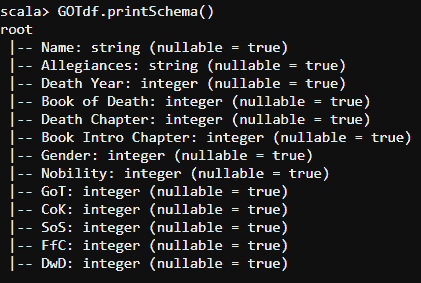 scala> GOTdf.printSchema()
root
 |-- Name: string (nullable = true)
 |-- Allegiances: string (nullable = true)
 |-- Death Year: integer (nullable = true)
 |-- Book of Death: integer (nullable = true)
 |-- Death Chapter: integer (nullable = true)
 |-- Book Intro Chapter: integer (nullable = true)
 |-- Gender: integer (nullable = true)
 |-- Nobility: integer (nullable = true)
 |-- GoT: integer (nullable = true)
 |-- CoK: integer (nullable = true)
 |-- SoS: integer (nullable = true)
 |-- FfC: integer (nullable = true)
 |-- DwD: integer (nullable = true)